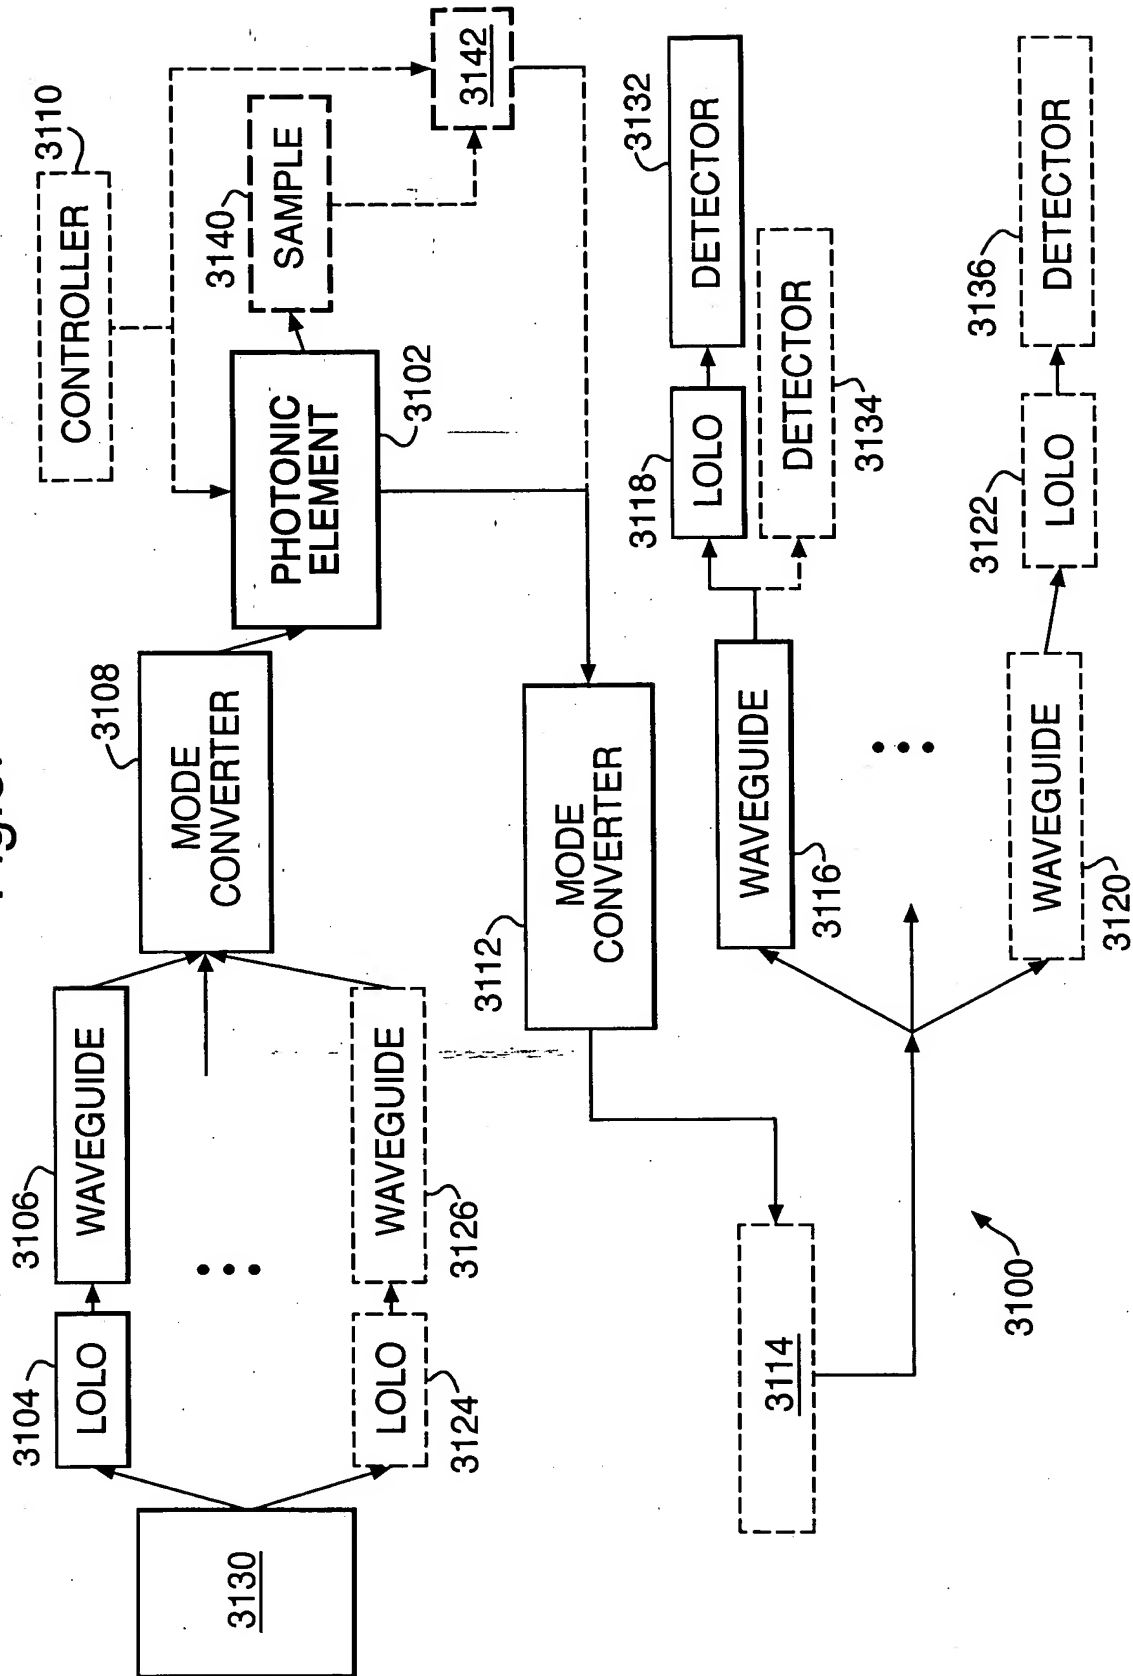 3130
3104
LOLO
3106
WAVEGUIDE
3124
LOLO
3126
WAVEGUIDE
3108
MODE
CONVERTER
3110
CONTROLLER
PHOTONIC
ELEMENT
3102
3140
SAMPLE
3142
3112
MODE
CONVERTER
3114
WAVEGUIDE
3116
3118
LOLO
3132
DETECTOR
DETECTOR
3134
WAVEGUIDE
3120
3122
LOLO
3136
DETECTOR
3100